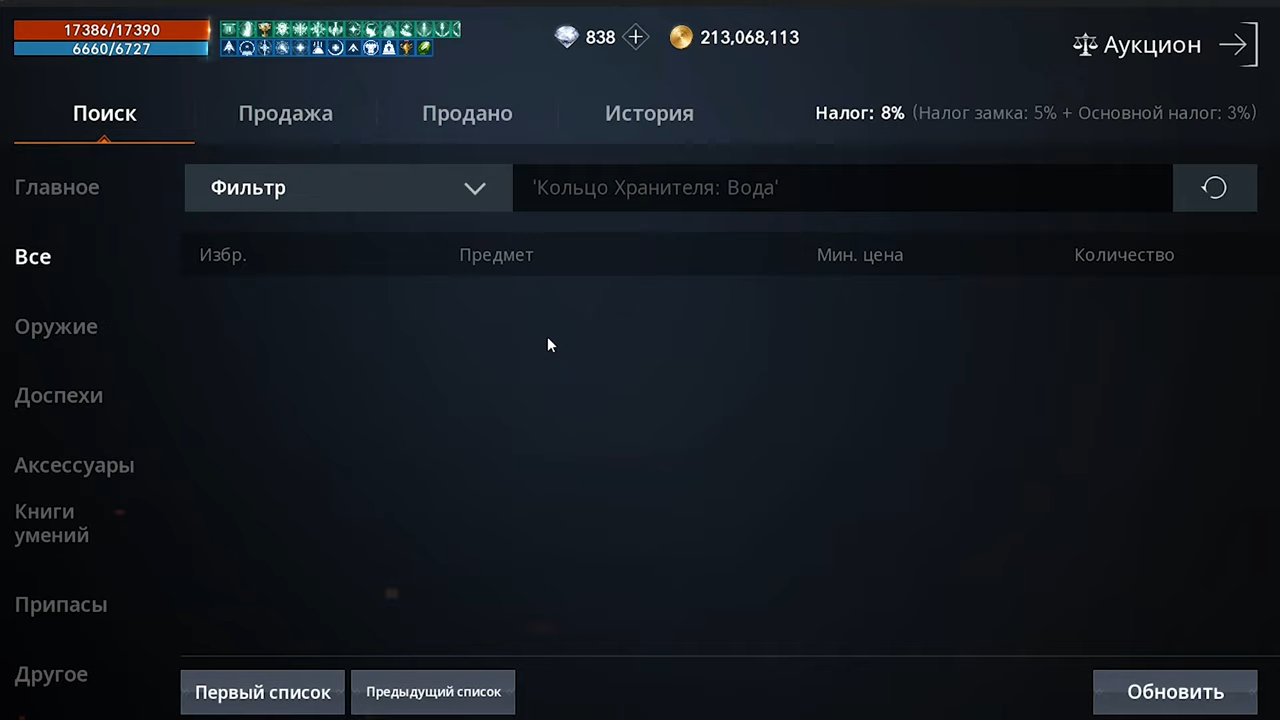 17386/17390
6660/6727
838
213,068,113
Аукцион
Поиск
Продажа
Продано
История
Налог: 8% (Налог замка: 5% + Основной налог: 3%)
Главное
Фильтр
'Кольцо Хранителя: Вода'
Все
Избр.
Предмет
Мин. цена
Количество
Оружие
Доспехи
Аксессуары
Книги
умений
Припасы
Другое
Первый список
Предыдущий список
Обновить